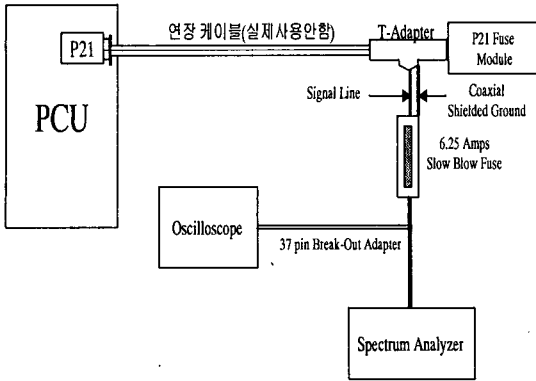 연장 케이블(실제사용안함)
T-Adapter
P21
P21 Fuse
Module
PCU
Signal Line
Coaxial
Shielded Ground
6.25 Amps
Slow Blow Fuse
Oscilloscope
37 pin Break-Out Adapter
Spectrum Analyzer